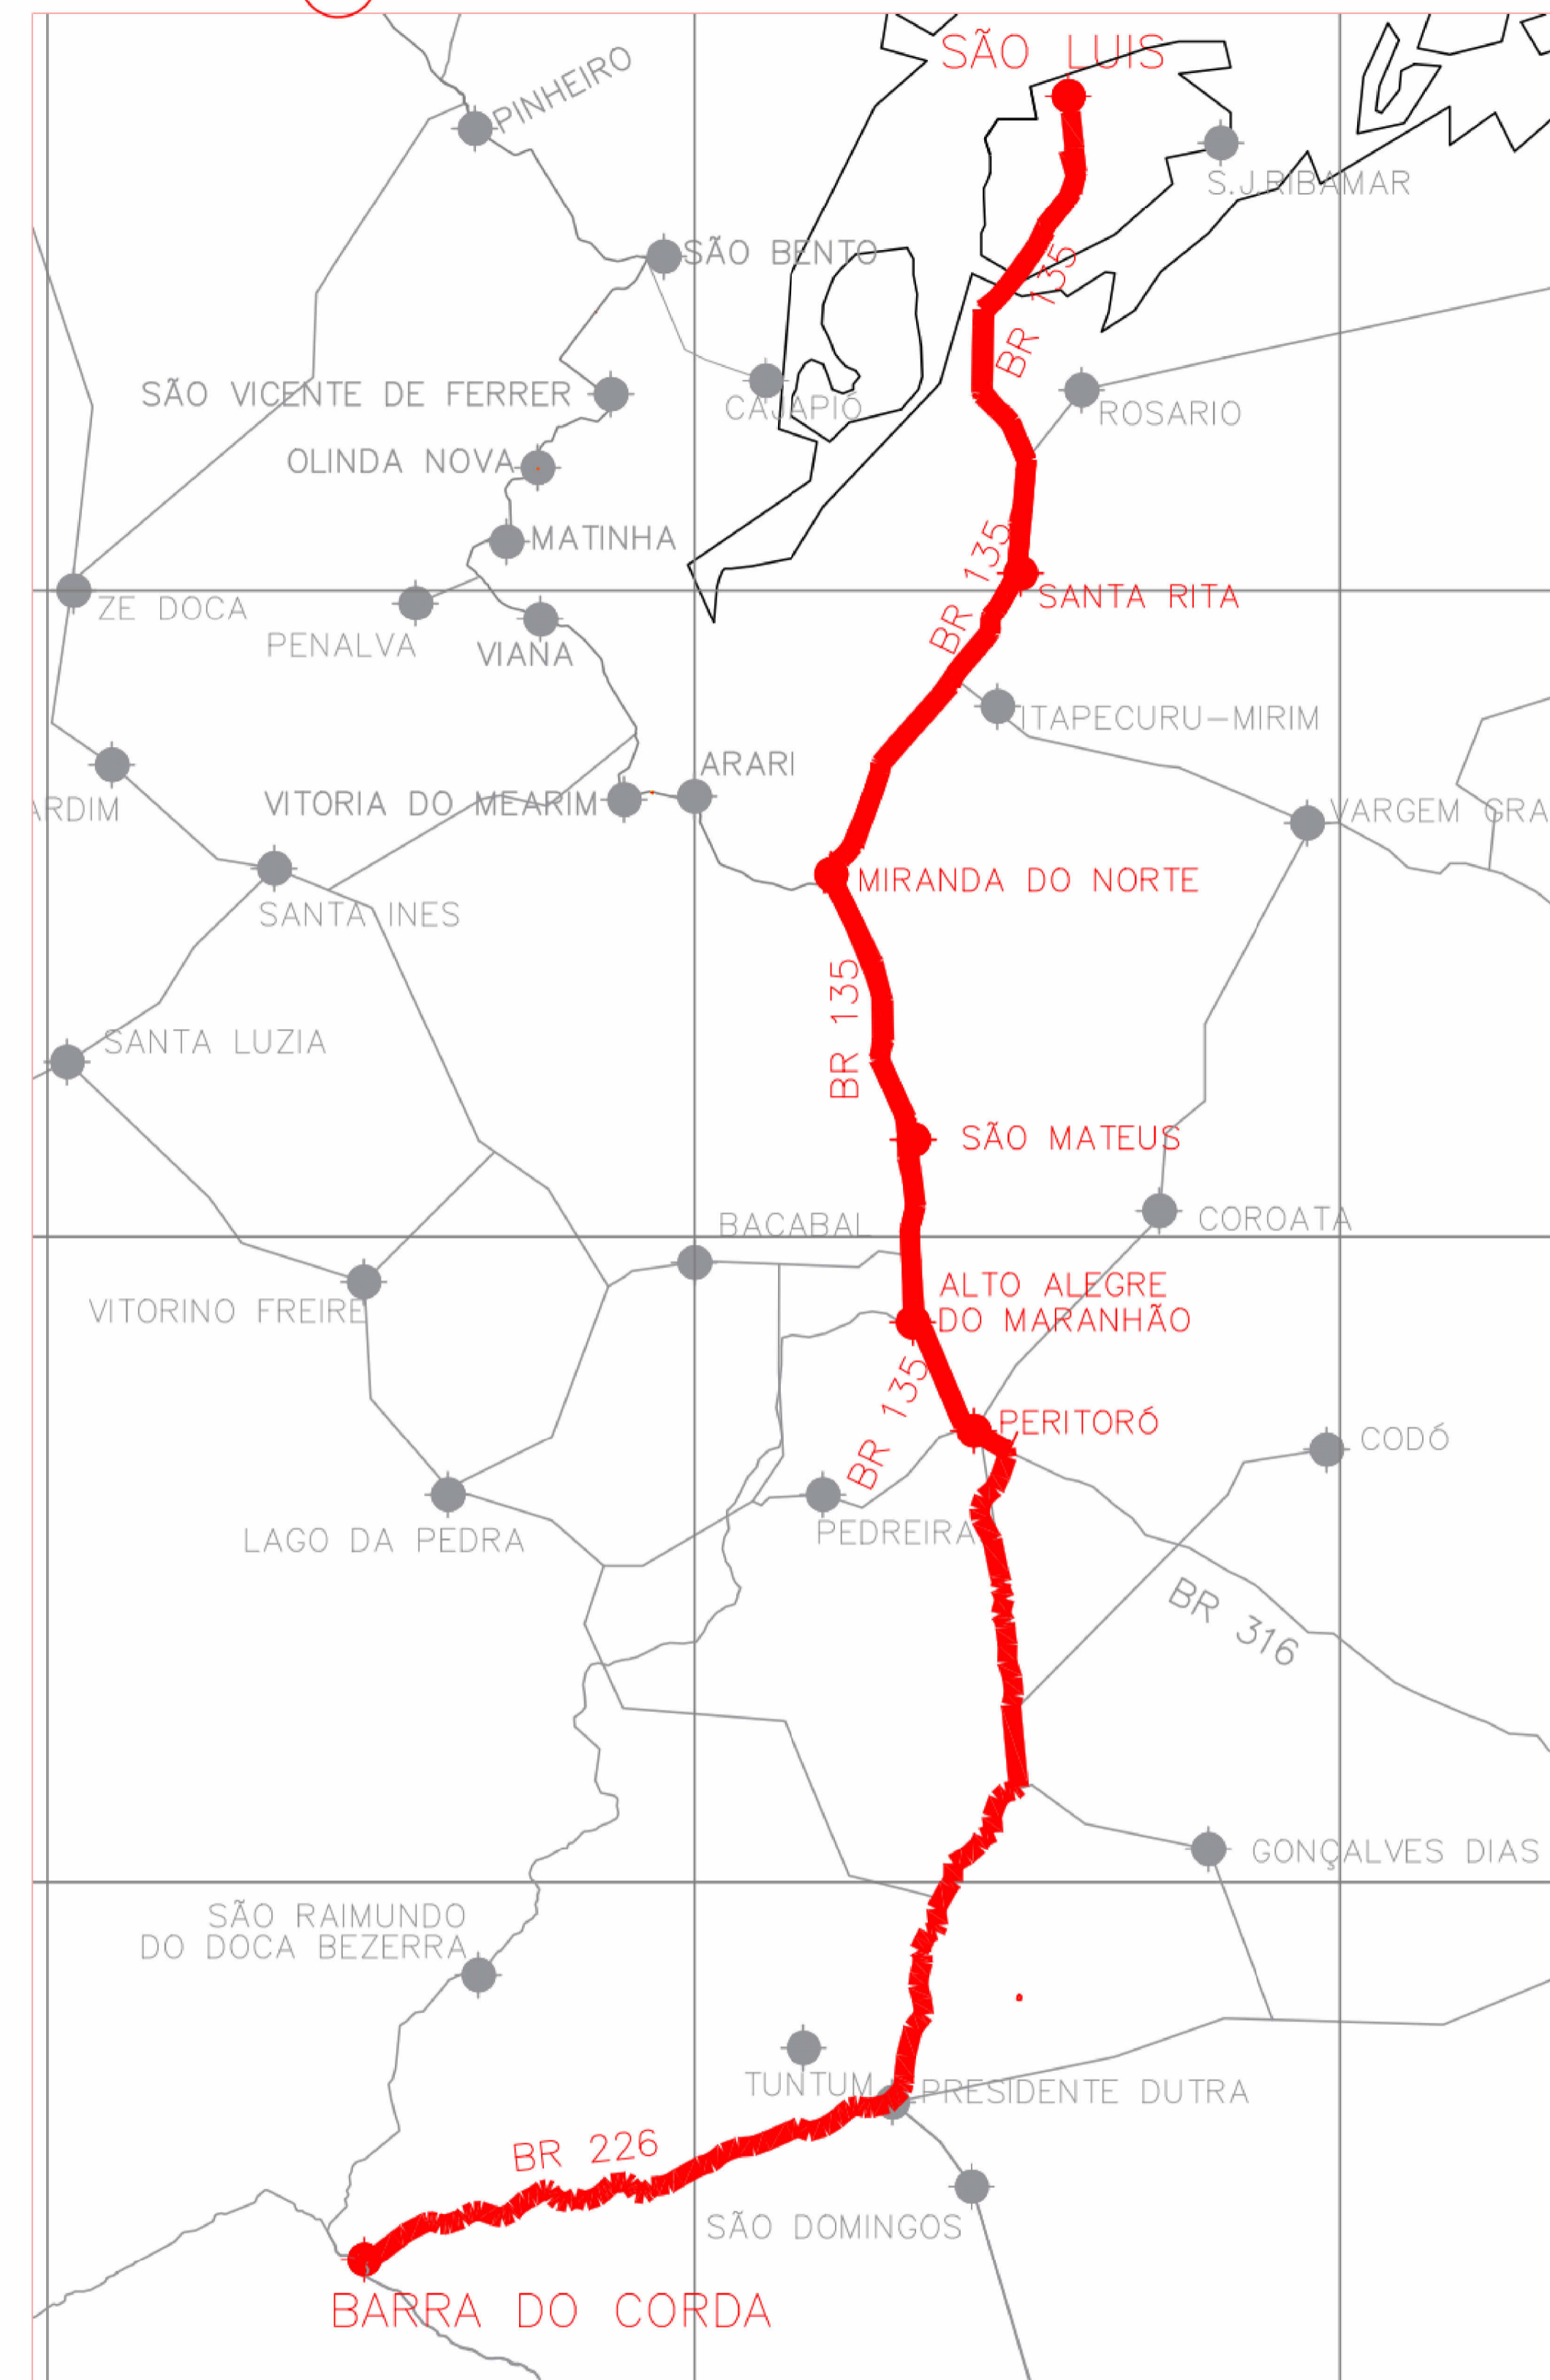 SÃO LUIS
PINHEIRO
S.J.RIBAMAR
SÃO BENTO
BR 135
SÃO VICENTE DE FERRER
CAJAPIÓ
ROSARIO
OLINDA NOVA
MATINHA
BR 135
SANTA RITA
ZE DOCA
PENALVA
VIANA
ITAPECURU-MIRIM
ARARI
VITORIA DO MEARIM
ARDIM
VARGEM GRA
MIRANDA DO NORTE
SANTA INES
BR 135
SANTA LUZIA
SÃO MATEUS
BACABAL
COROATA
ALTO ALEGRE
DO MARANHÃO
VITORINO FREIRE
BR 135
PERITORÓ
CODÓ
LAGO DA PEDRA
PEDREIRA
BR 316
GONÇALVES DIAS
SÃO RAIMUNDO
DO DOCA BEZERRA
TUNTUM
PRESIDENTE DUTRA
BR 226
SÃO DOMINGOS
BARRA DO CORDA